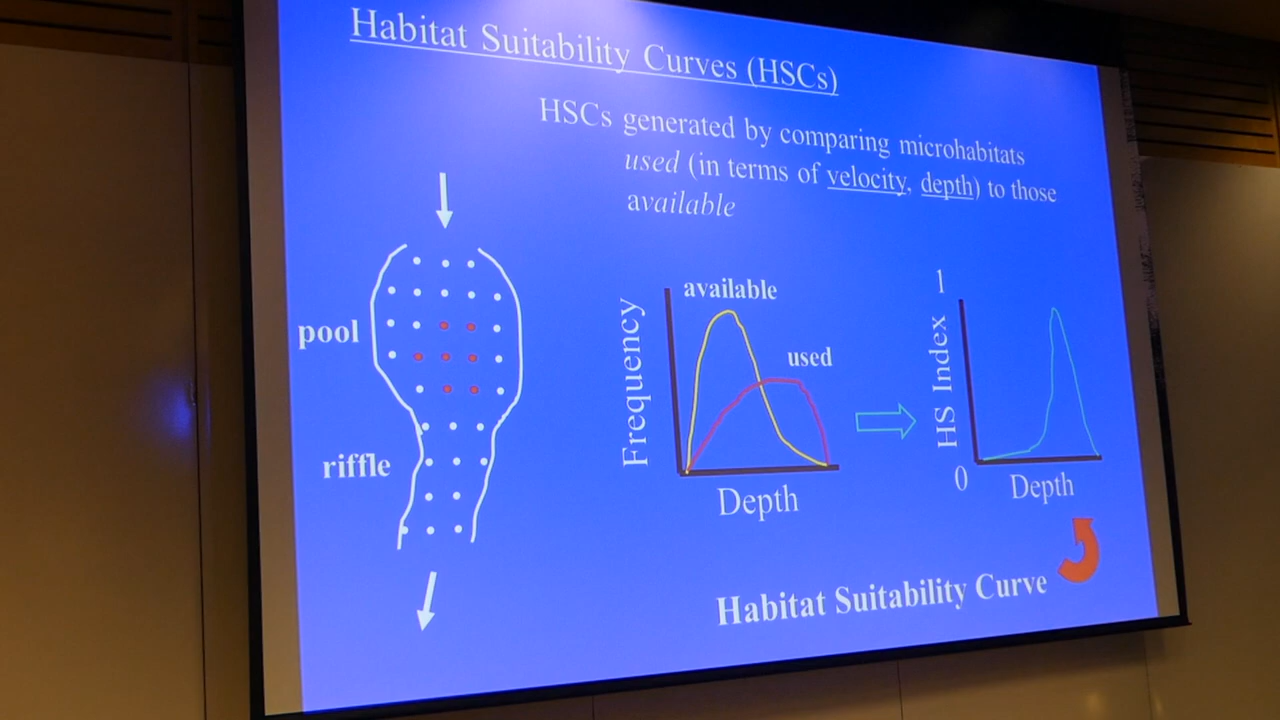 Habitat Suitability Curves (HSCs)
HSCs generated by comparing microhabitats
used (in terms of velocity, depth) to those
available
pool
riffle
available
used
Frequency
Depth
1
HS Index
0
Depth
Habitat Suitability Curve